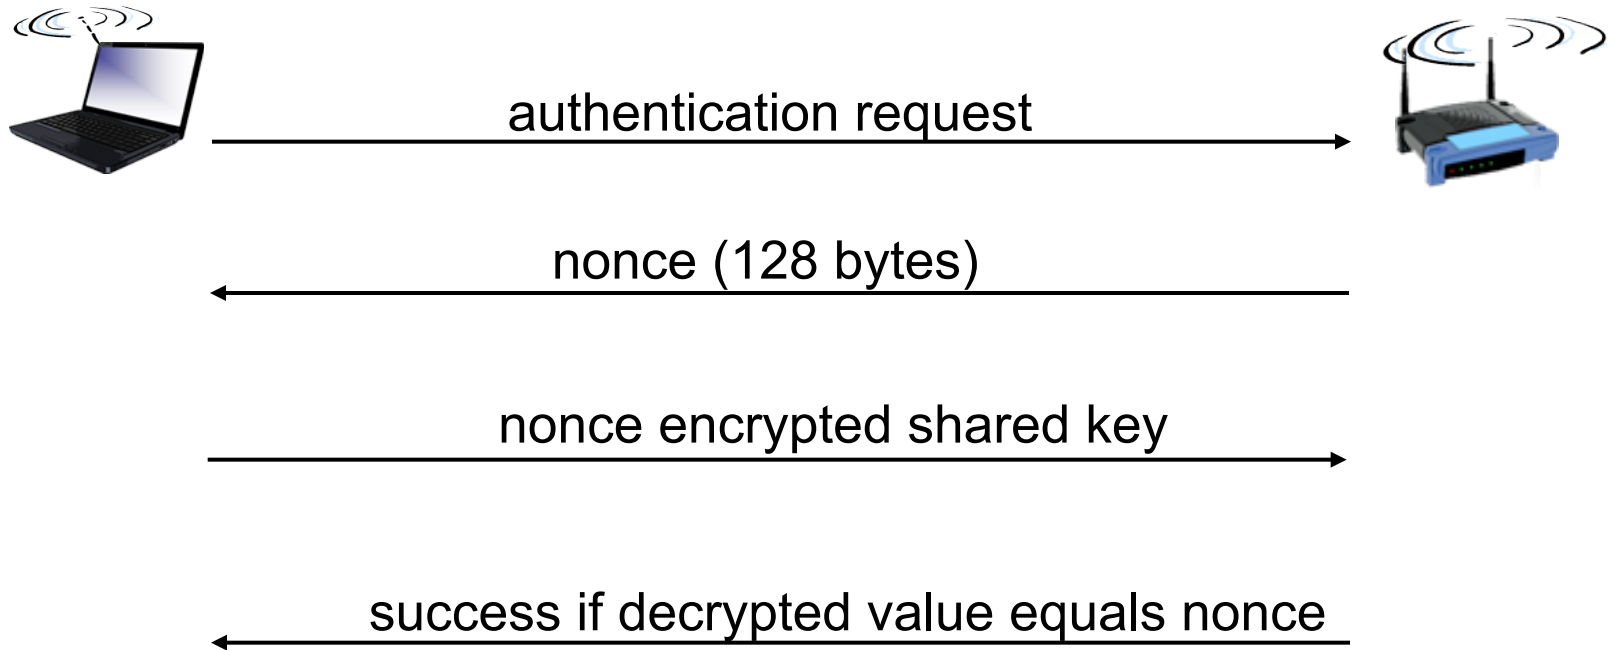 authentication request
nonce (128 bytes)
nonce encrypted shared key
success if decrypted value equals nonce